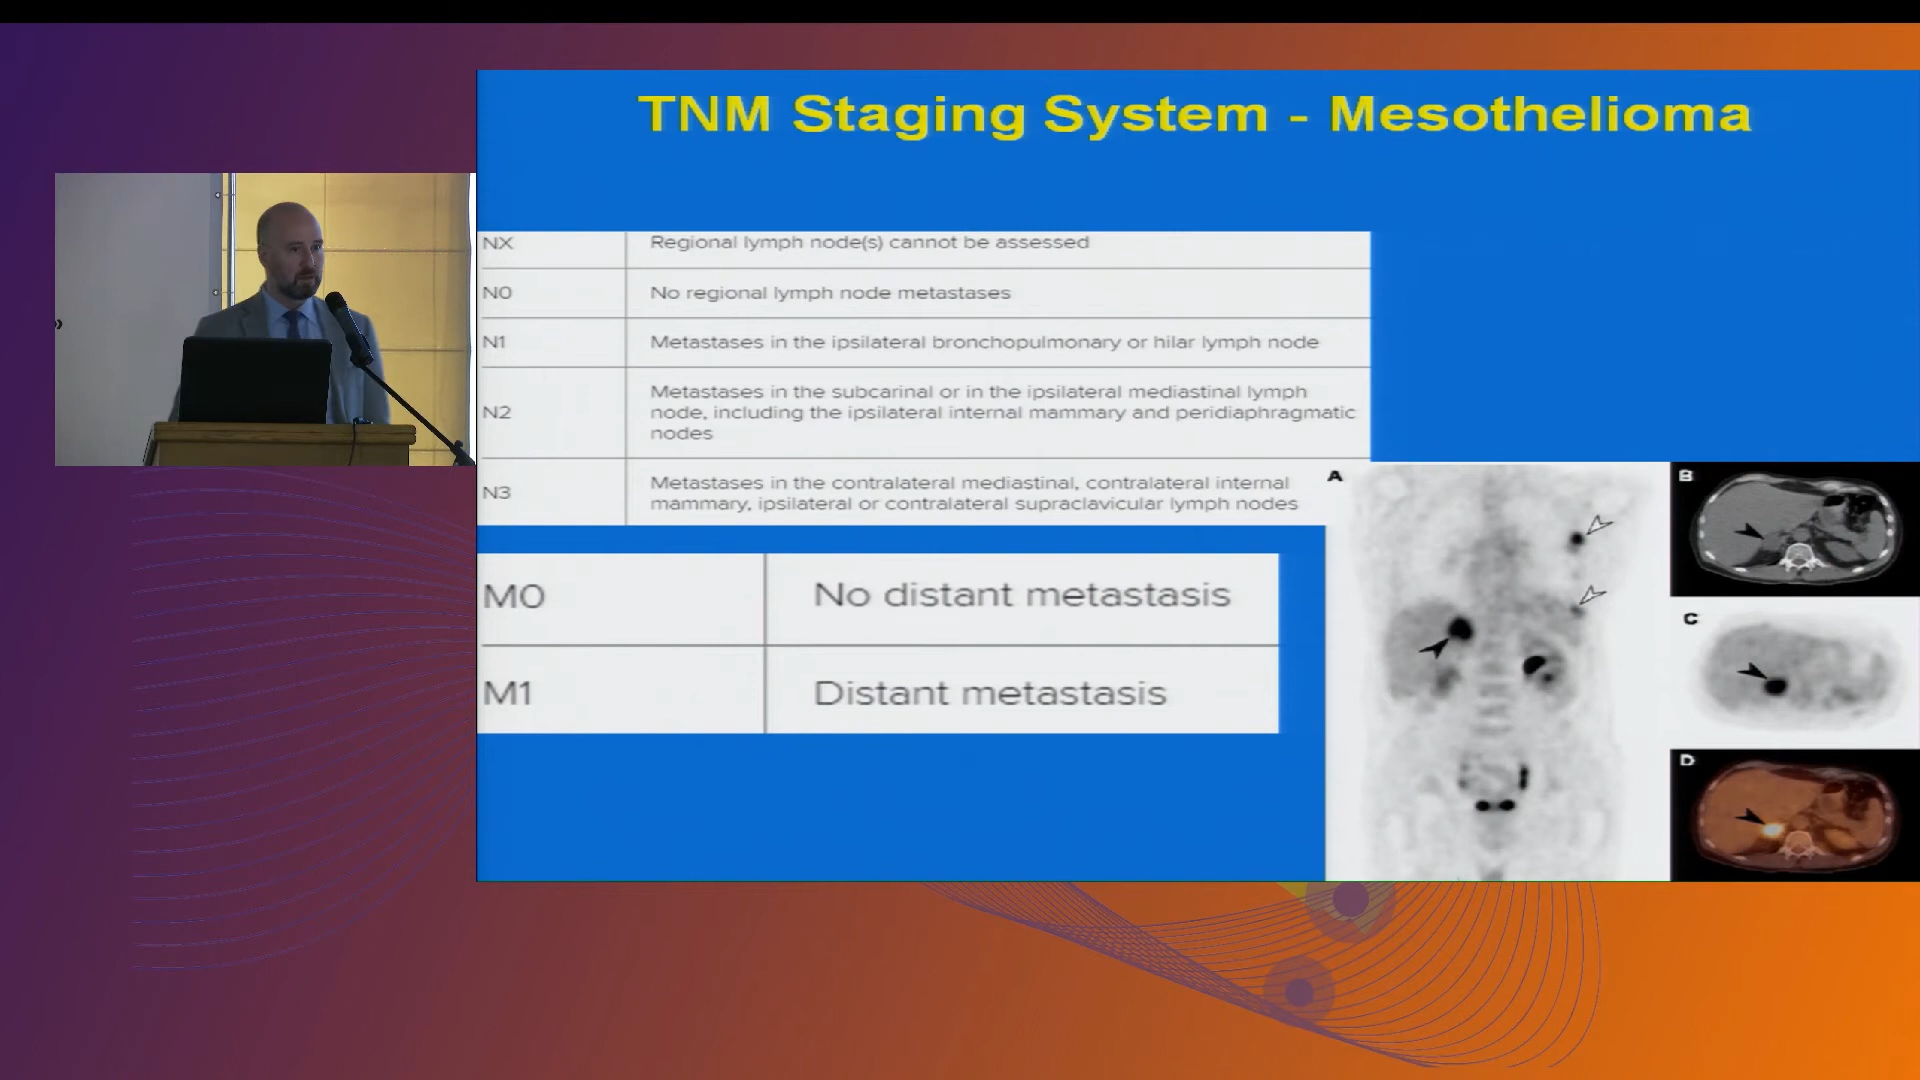 TNM Staging System - Mesothelioma
NX Regional lymph node(s) cannot be assessed
N0 No regional lymph node metastases
N1 Metastases in the ipsilateral bronchopulmonary or hilar lymph node
N2 Metastases in the subcarinal or in the ipsilateral mediastinal lymph
node, including the ipsilateral internal mammary and peridiaphragmatic
nodes
N3 Metastases in the contralateral mediastinal, contralateral internal
mammary, ipsilateral or contralateral supraclavicular lymph nodes
M0 No distant metastasis
M1 Distant metastasis
A
B
C
D
»